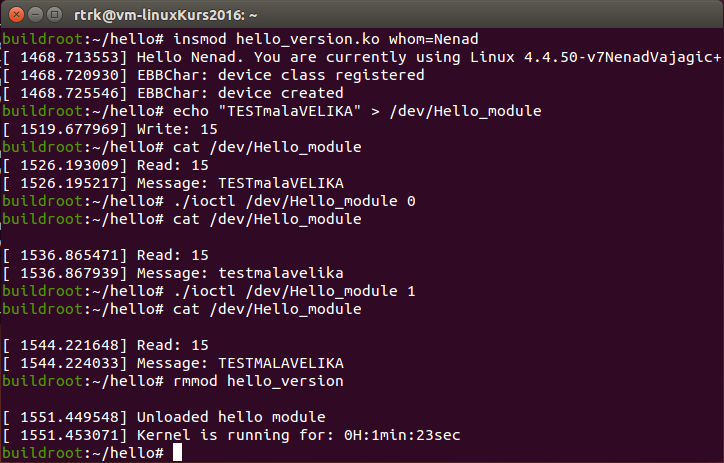 rtrk@vm-linuxKurs2016: ~
buildroot:~/hello# insmod hello_version.ko whom=Nenad
[ 1468.713553] Hello Nenad. You are currently using Linux 4.4.50-v7NenadVajagic+
[ 1468.720930] EBBChar: device class registered
[ 1468.725546] EBBChar: device created
buildroot:~/hello# echo "TESTmalaVELIKA" > /dev/Hello_module
[ 1519.677969] Write: 15
buildroot:~/hello# cat /dev/Hello_module
[ 1526.193009] Read: 15
[ 1526.195217] Message: TESTmalaVELIKA
buildroot:~/hello# ./ioctl /dev/Hello_module 0
buildroot:~/hello# cat /dev/Hello_module
[ 1536.865471] Read: 15
[ 1536.867939] Message: testmalavelika
buildroot:~/hello# ./ioctl /dev/Hello_module 1
buildroot:~/hello# cat /dev/Hello_module
[ 1544.221648] Read: 15
[ 1544.224033] Message: TESTMALAVELIKA
buildroot:~/hello# rmmod hello_version
[ 1551.449548] Unloaded hello module
[ 1551.453071] Kernel is running for: 0H:1min:23sec
buildroot:~/hello#